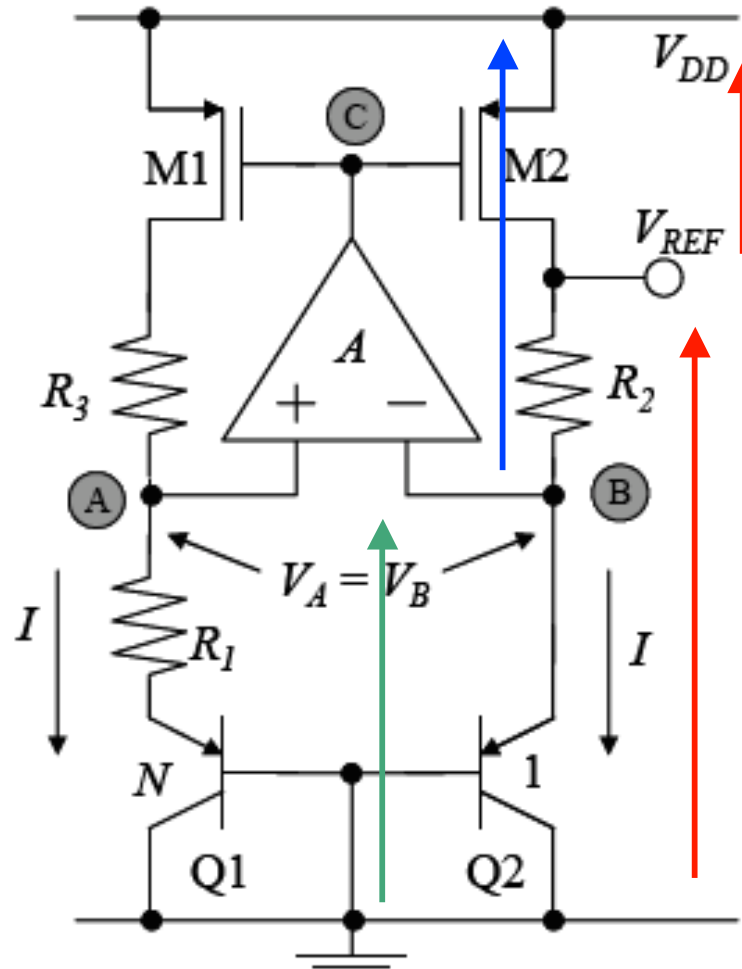 V_DD
C
M1
M2
V_REF
A
R_3
R_2
+ −
A
B
V_A = V_B
I
R_1
I
N
1
Q1
Q2